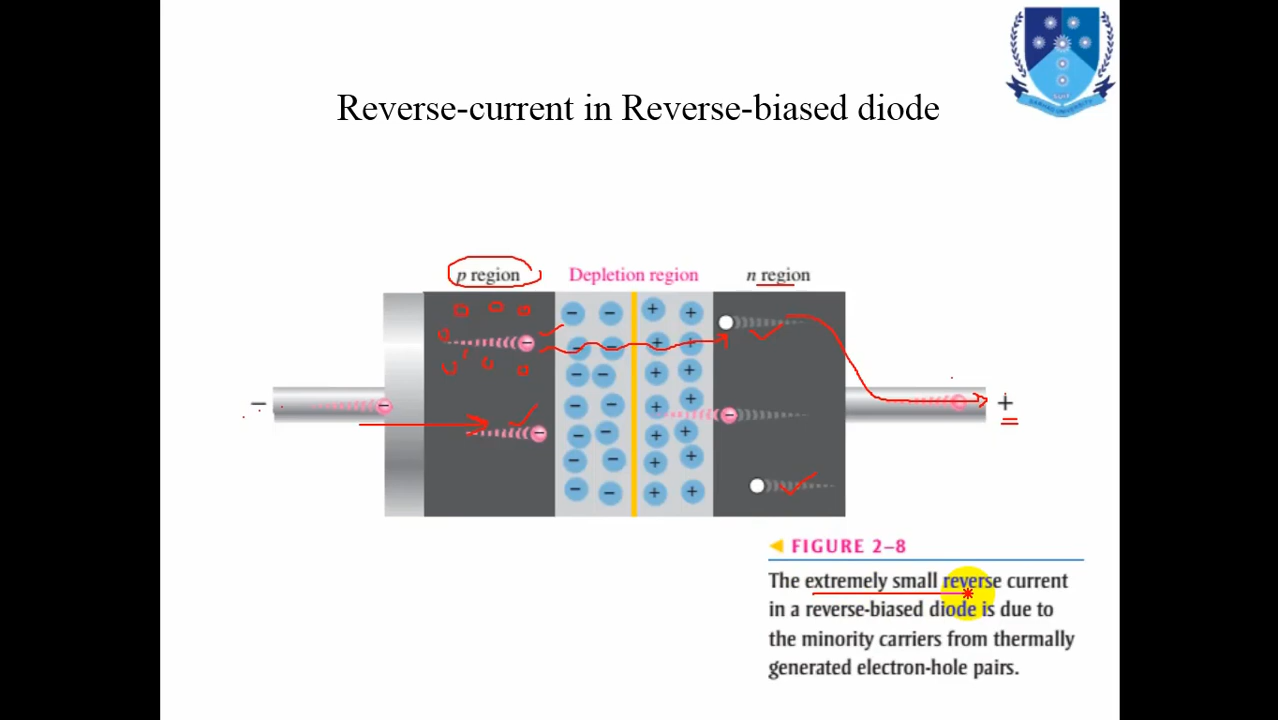 Reverse-current in Reverse-biased diode
p region
Depletion region
n region
−
+
FIGURE 2–8
The extremely small reverse current
in a reverse-biased diode is due to
the minority carriers from thermally
generated electron-hole pairs.